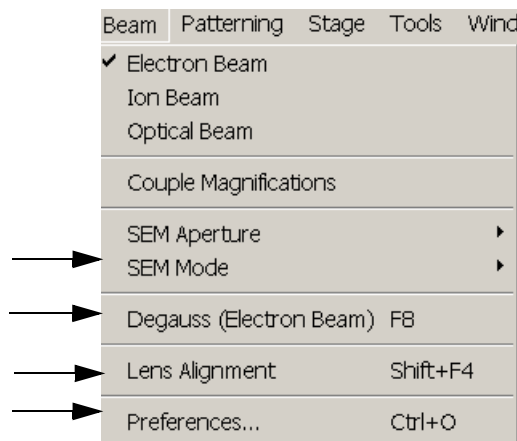 Beam Patterning Stage Tools Wind
Electron Beam
Ion Beam
Optical Beam
Couple Magnifications
SEM Aperture
SEM Mode
Degauss (Electron Beam) F8
Lens Alignment Shift+F4
Preferences... Ctrl+O